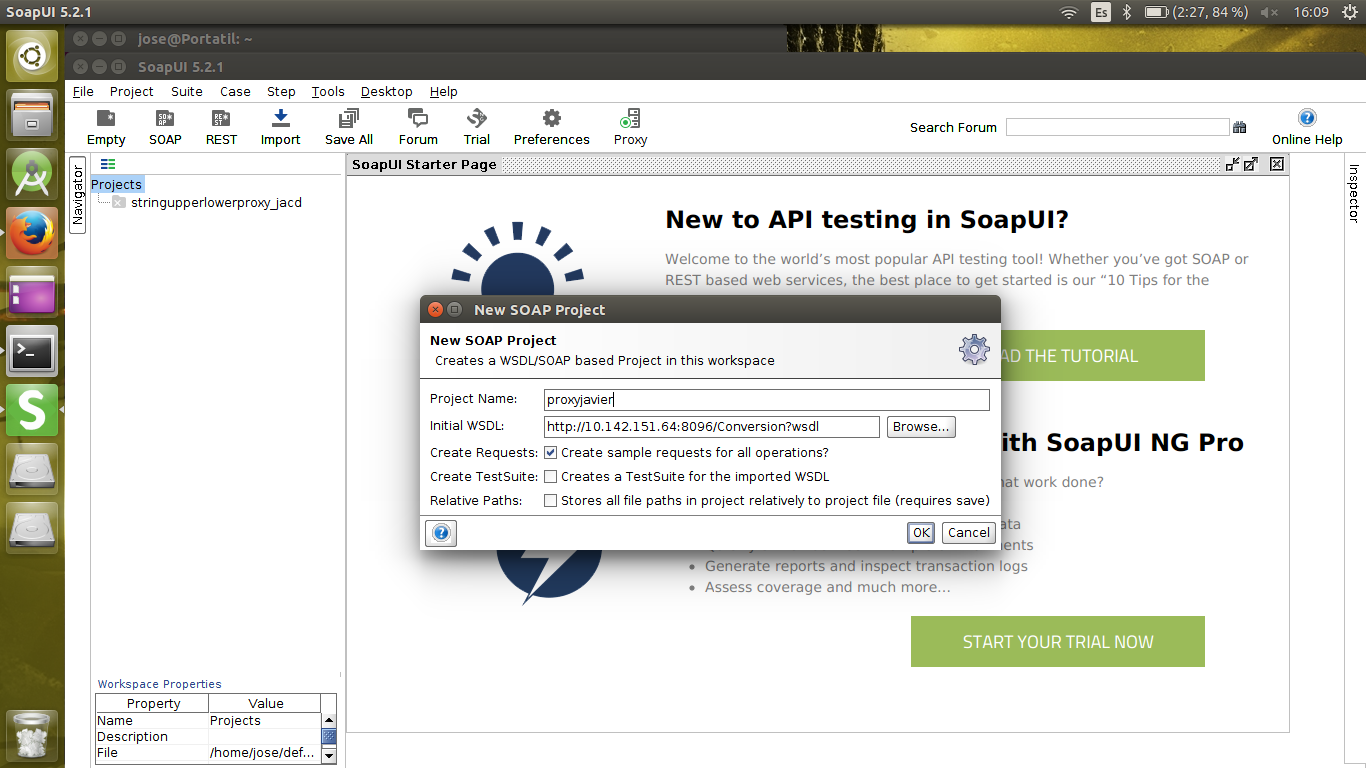 SoapUI 5.2.1
Es
(2:27, 84 %)
16:09
jose@Portatil: ~
SoapUI 5.2.1
File Project Suite Case Step Tools Desktop Help
Empty SOAP REST Import Save All Forum Trial Preferences Proxy
Search Forum
Online Help
Navigator
Projects
stringupperlowerproxy_jacd
SoapUI Starter Page
Inspector
New to API testing in SoapUI?
Welcome to the world's most popular API testing tool! Whether you've got SOAP or
REST based web services, the best place to get started is our "10 Tips for the
AD THE TUTORIAL
New SOAP Project
New SOAP Project
Creates a WSDL/SOAP based Project in this workspace
Project Name: proxyjavier
Initial WSDL: http://10.142.151.64:8096/Conversion?wsdl Browse...
Create Requests: Create sample requests for all operations?
Create TestSuite: Creates a TestSuite for the imported WSDL
Relative Paths: Stores all file paths in project relatively to project file (requires save)
OK Cancel
ith SoapUI NG Pro
at work done?
ata
ents
Generate reports and inspect transaction logs
Assess coverage and much more...
START YOUR TRIAL NOW
Workspace Properties
Property Value
Name Projects
Description
File /home/jose/def...